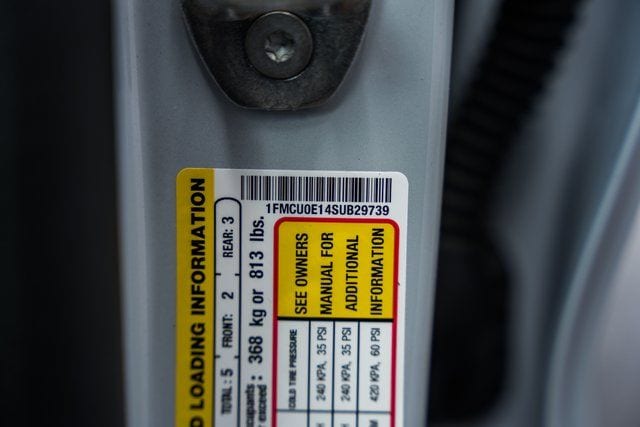 1FMCU0E14SUB29739
D LOADING INFORMATION
TOTAL: 5 FRONT: 2 REAR: 3
cupants
r exceed: 368 kg or 813 lbs.
COLD TIRE PRESSURE
SEE OWNERS
240 KPA, 35 PSI
MANUAL FOR
240 KPA, 35 PSI
ADDITIONAL
420 KPA, 60 PSI
INFORMATION